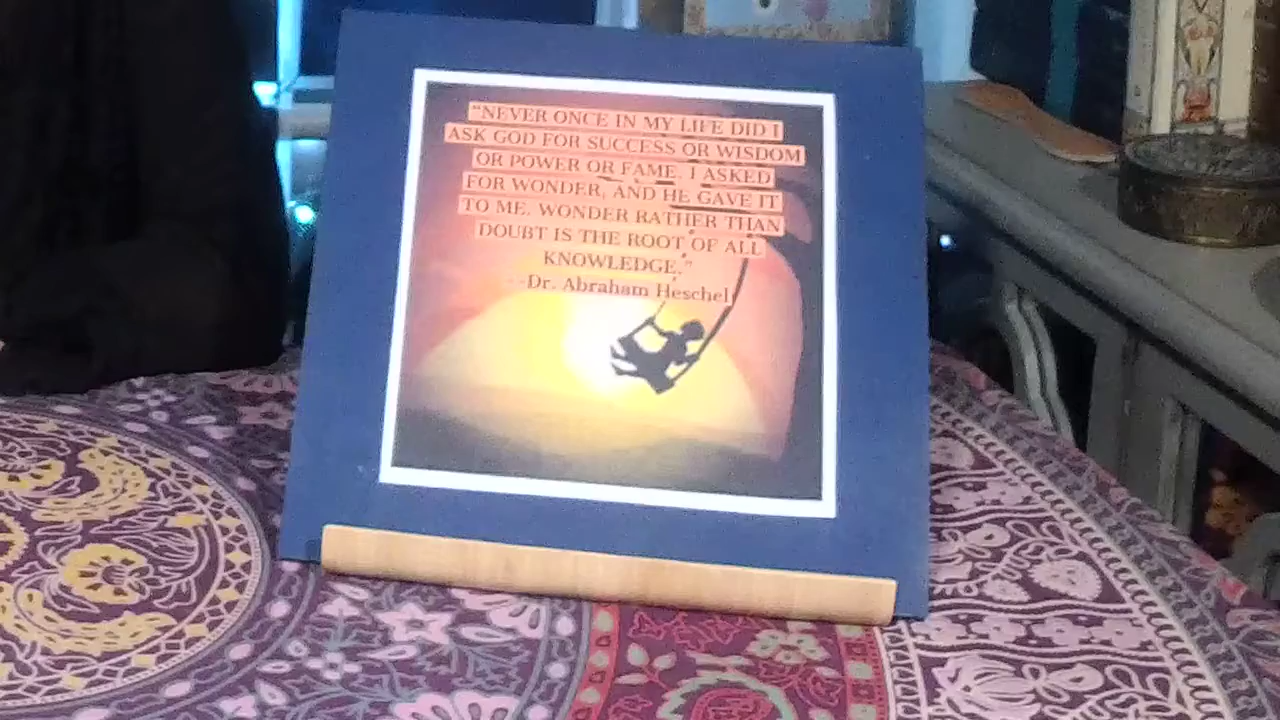 "NEVER ONCE IN MY LIFE DID I
ASK GOD FOR SUCCESS OR WISDOM
OR POWER OR FAME. I ASKED
FOR WONDER, AND HE GAVE IT
TO ME. WONDER RATHER THAN
DOUBT IS THE ROOT OF ALL
KNOWLEDGE."
--Dr. Abraham Heschel